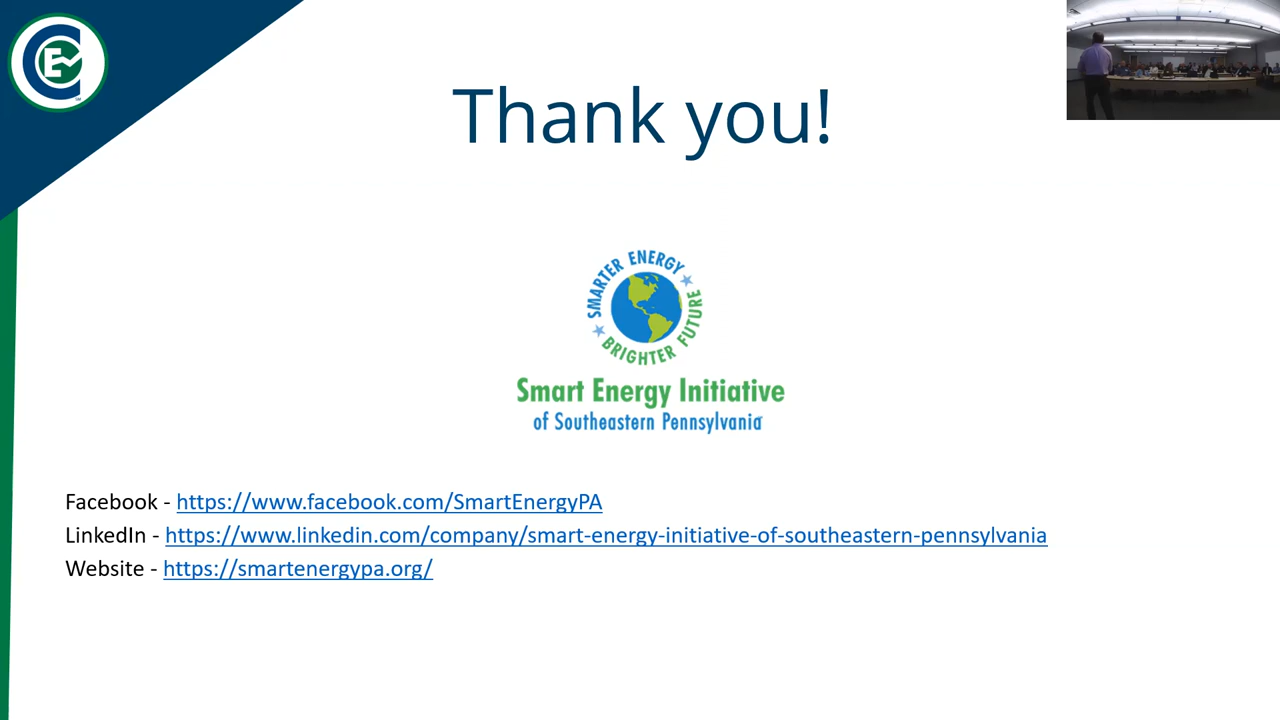 Thank you!
SMARTER ENERGY
BRIGHTER FUTURE
Smart Energy Initiative
of Southeastern Pennsylvania
Facebook - https://www.facebook.com/SmartEnergyPA
LinkedIn - https://www.linkedin.com/company/smart-energy-initiative-of-southeastern-pennsylvania
Website - https://smartenergypa.org/